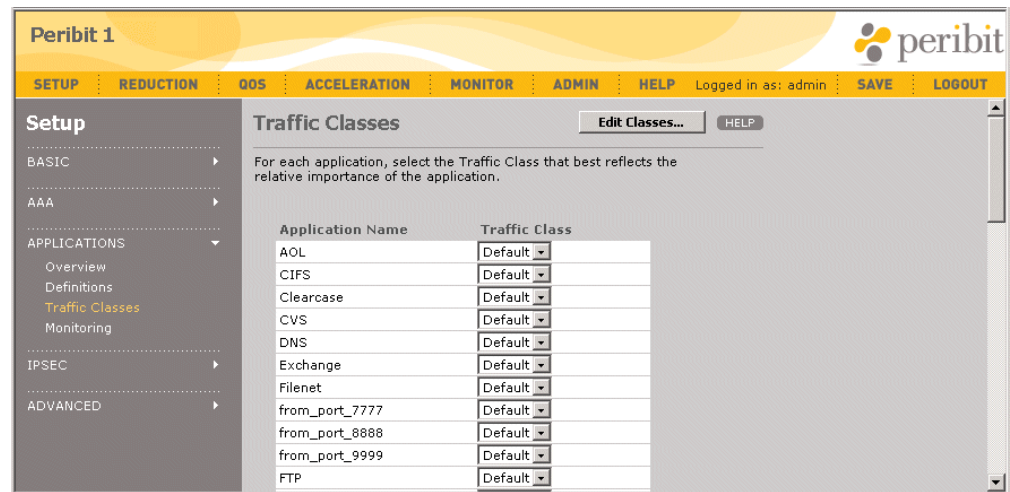 Peribit 1
peribit
SETUP REDUCTION QOS ACCELERATION MONITOR ADMIN HELP Logged in as: admin SAVE LOGOUT
Setup
BASIC
AAA
APPLICATIONS
Overview
Definitions
Traffic Classes
Monitoring
IPSEC
ADVANCED
Traffic Classes
Edit Classes...
HELP
For each application, select the Traffic Class that best reflects the
relative importance of the application.
Application Name Traffic Class
AOL Default
CIFS Default
Clearcase Default
CVS Default
DNS Default
Exchange Default
Filenet Default
from_port_7777 Default
from_port_8888 Default
from_port_9999 Default
FTP Default